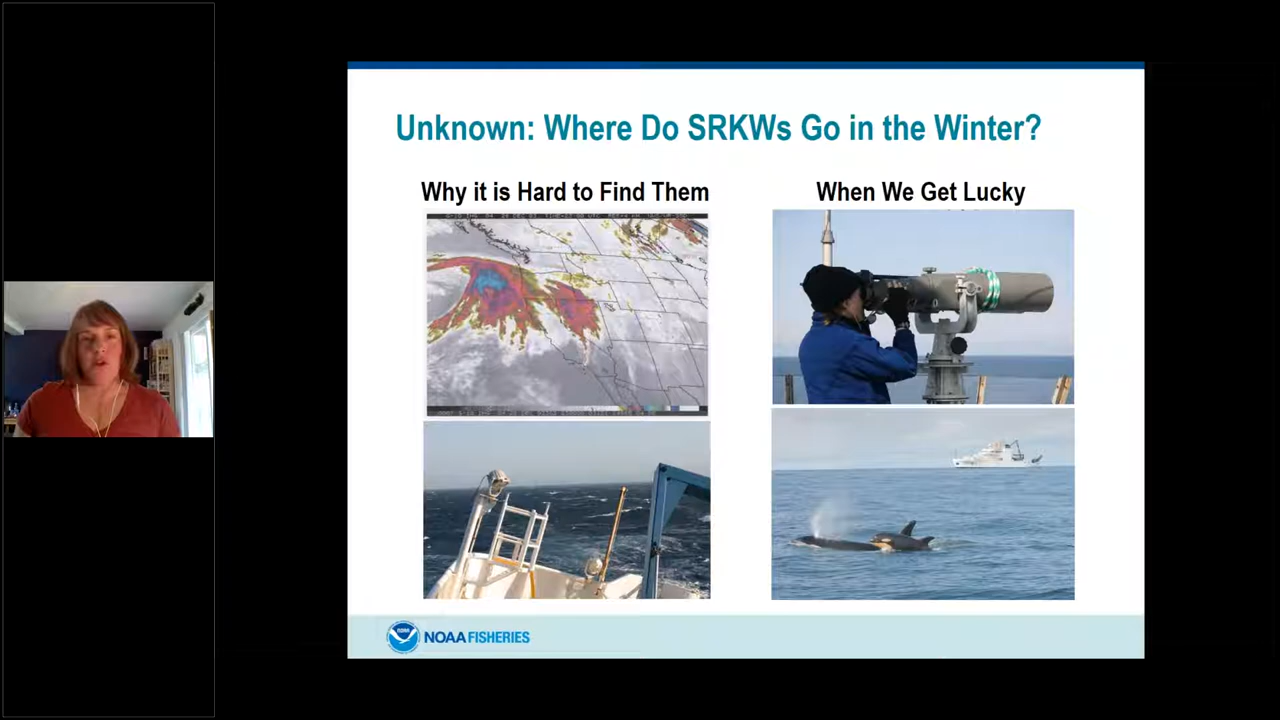 Unknown: Where Do SRKWs Go in the Winter?
Why it is Hard to Find Them
When We Get Lucky
NOAA FISHERIES